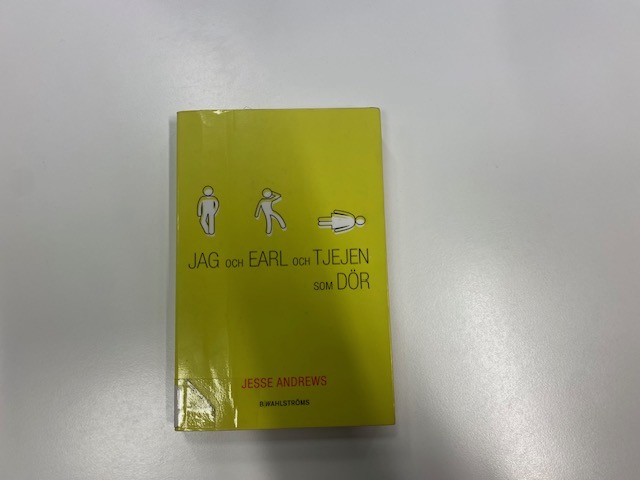 JAG OCH EARL OCH TJEJEN
SOM DÖR
JESSE ANDREWS
B.WAHLSTRÖMS